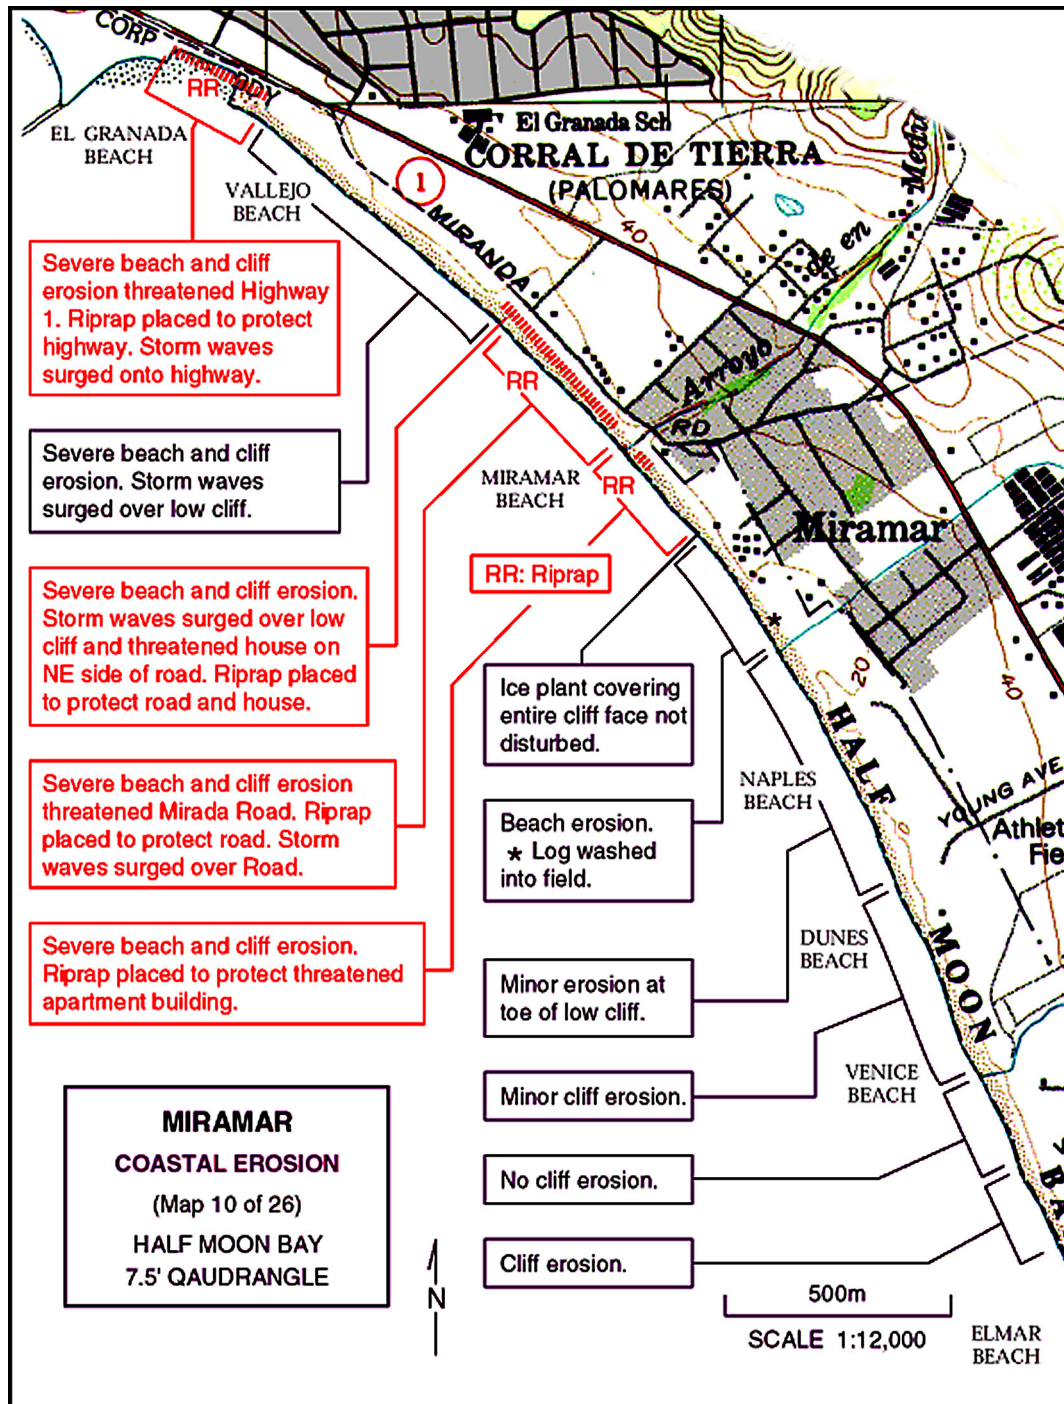 CORP
BDY
RR
EL GRANADA
BEACH
VALLEJO
BEACH
1
MIRANDA
El Granada Sch
CORRAL DE TIERRA
(PALOMARES)
40
Medi
de en
Arroyo
RD
Severe beach and cliff
erosion threatened Highway
1. Riprap placed to protect
highway. Storm waves
surged onto highway.
Severe beach and cliff
erosion. Storm waves
surged over low cliff.
RR
MIRAMAR
BEACH
RR
RR: Riprap
Miramar
Severe beach and cliff erosion.
Storm waves surged over low
cliff and threatened house on
NE side of road. Riprap placed
to protect road and house.
Severe beach and cliff erosion
threatened Mirada Road. Riprap
placed to protect road. Storm
waves surged over Road.
Severe beach and cliff erosion.
Riprap placed to protect threatened
apartment building.
Ice plant covering
entire cliff face not
disturbed.
*
20
40
HALF
NAPLES
BEACH
YOUNG AVE
Athlet
Fie
0
Beach erosion.
* Log washed
into field.
DUNES
BEACH
MOON
Minor erosion at
toe of low cliff.
VENICE
BEACH
Minor cliff erosion.
No cliff erosion.
BA
Cliff erosion.
MIRAMAR
COASTAL EROSION
(Map 10 of 26)
HALF MOON BAY
7.5' QAUDRANGLE
N
500m
SCALE 1:12,000
ELMAR
BEACH